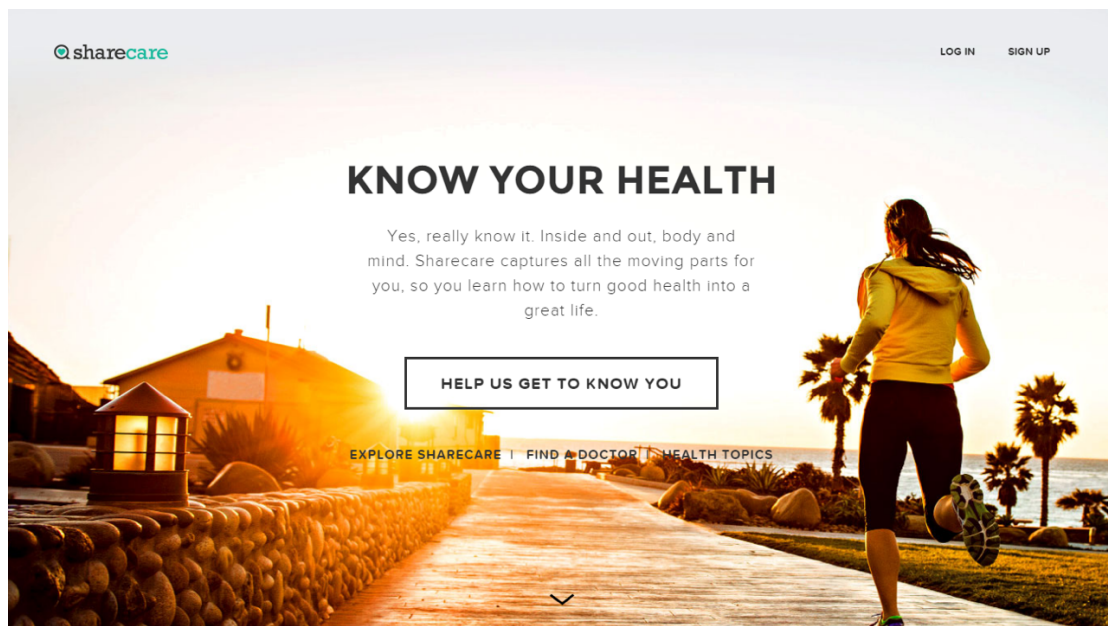 sharecare
LOG IN
SIGN UP
KNOW YOUR HEALTH
Yes, really know it. Inside and out, body and
mind. Sharecare captures all the moving parts for
you, so you learn how to turn good health into a
great life.
HELP US GET TO KNOW YOU
EXPLORE SHARECARE | FIND A DOCTOR | HEALTH TOPICS